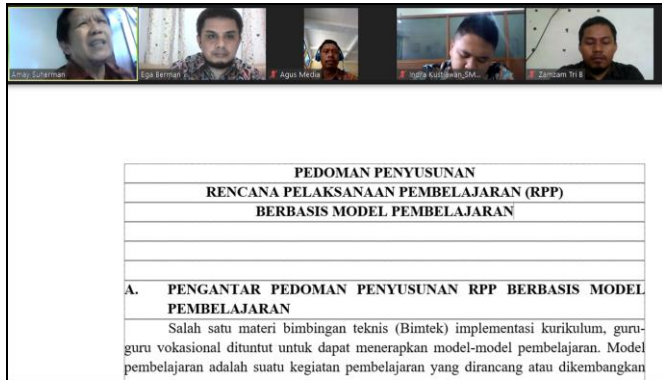 Amay Suherman
Ega Berman
Agus Media
Indra Kustiawan_SM...
Zamzam Tri B
PEDOMAN PENYUSUNAN
RENCANA PELAKSANAAN PEMBELAJARAN (RPP)
BERBASIS MODEL PEMBELAJARAN
A. PENGANTAR PEDOMAN PENYUSUNAN RPP BERBASIS MODEL
PEMBELAJARAN
Salah satu materi bimbingan teknis (Bimtek) implementasi kurikulum, guru-
guru vokasional dituntut untuk dapat menerapkan model-model pembelajaran. Model
pembelajaran adalah suatu kegiatan pembelajaran yang dirancang atau dikembangkan